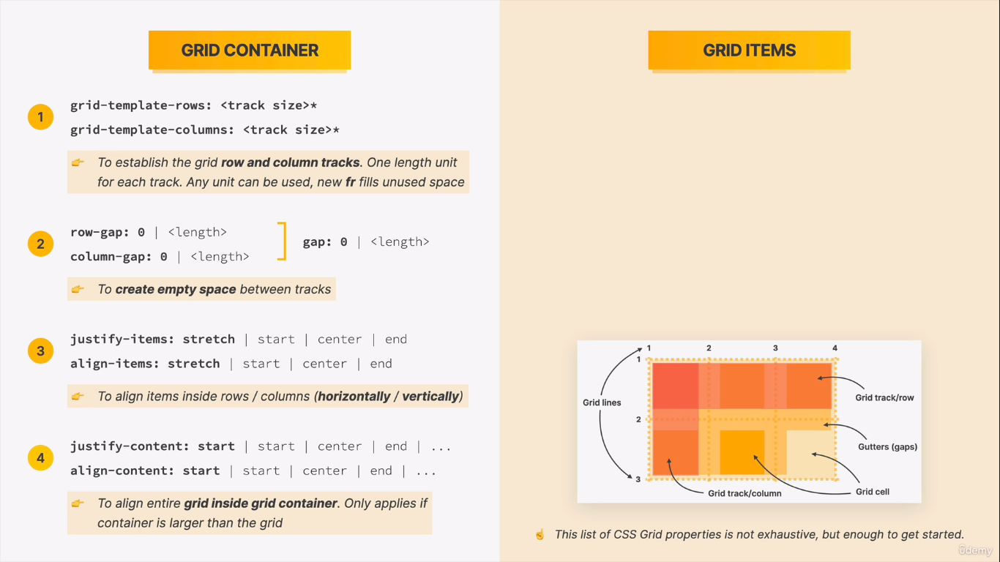 GRID CONTAINER
1
grid-template-rows: <track size>*
grid-template-columns: <track size>*
👉 To establish the grid row and column tracks. One length unit
for each track. Any unit can be used, new fr fills unused space
2
row-gap: 0 | <length>
column-gap: 0 | <length>
gap: 0 | <length>
👉 To create empty space between tracks
3
justify-items: stretch | start | center | end
align-items: stretch | start | center | end
👉 To align items inside rows / columns (horizontally / vertically)
4
justify-content: start | start | center | end | ...
align-content: start | start | center | end | ...
👉 To align entire grid inside grid container. Only applies if
container is larger than the grid
GRID ITEMS
1 2 3 4
1
Grid lines
Grid track/row
2
Gutters (gaps)
3
Grid track/column
Grid cell
☝️ This list of CSS Grid properties is not exhaustive, but enough to get started.
ûdemy